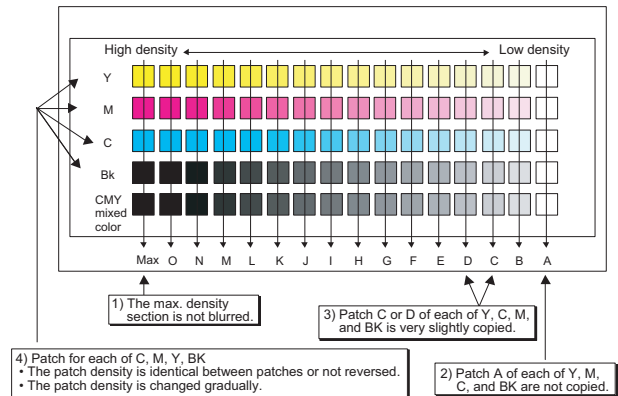 High density Low density
Y
M
C
Bk
CMY
mixed
color
Max O N M L K J I H G F E D C B A
1) The max. density
section is not blurred.
3) Patch C or D of each of Y, C, M,
and BK is very slightly copied.
4) Patch for each of C, M, Y, BK
• The patch density is identical between patches or not reversed.
• The patch density is changed gradually.
2) Patch A of each of Y, M,
C, and BK are not copied.